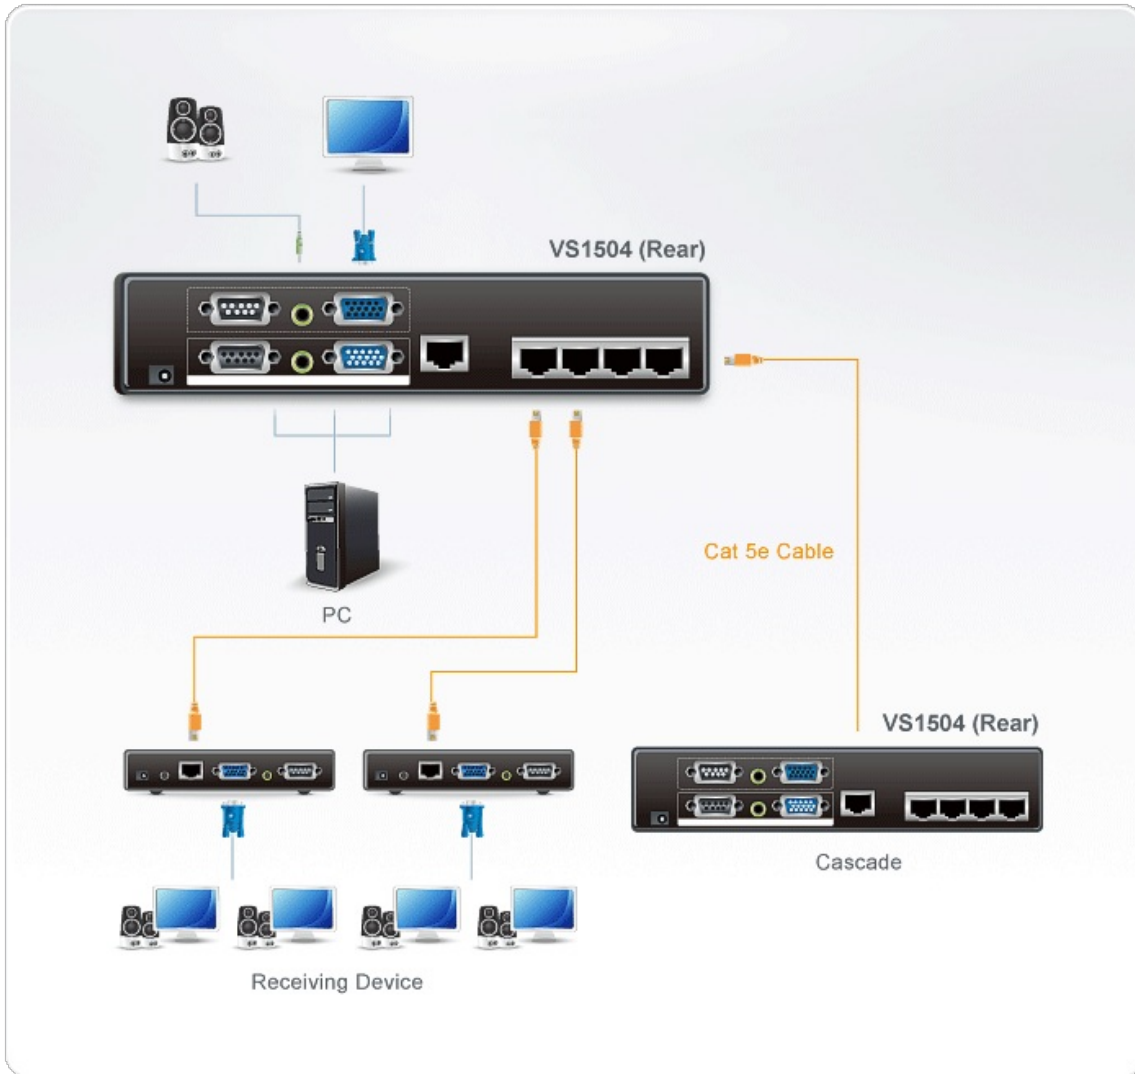 VS1504 (Rear)
Cat 5e Cable
PC
VS1504 (Rear)
Cascade
Receiving Device